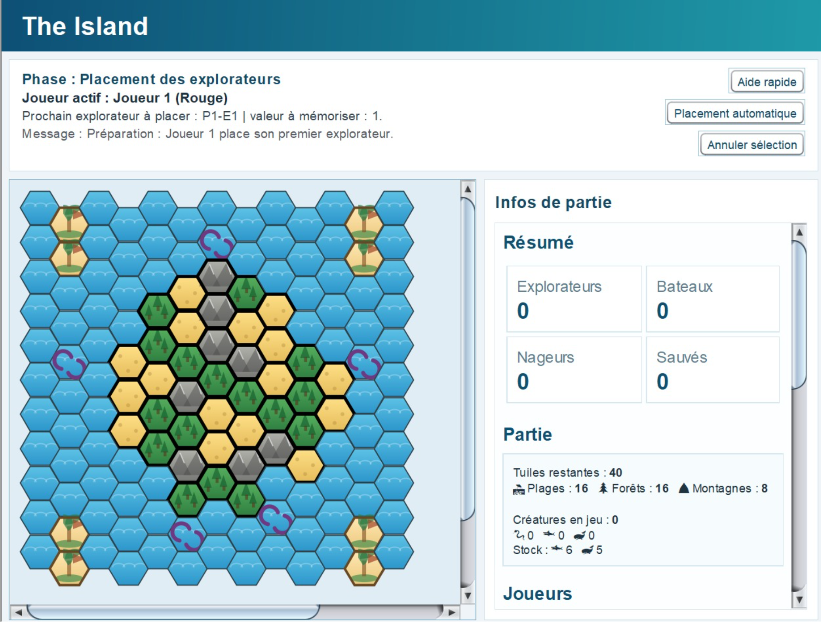 The Island
Phase : Placement des explorateurs
Joueur actif : Joueur 1 (Rouge)
Prochain explorateur à placer : P1-E1 | valeur à mémoriser : 1.
Message : Préparation : Joueur 1 place son premier explorateur.
Aide rapide
Placement automatique
Annuler sélection
Infos de partie
Résumé
Explorateurs
0
Bateaux
0
Nageurs
0
Sauvés
0
Partie
Tuiles restantes : 40
Plages : 16 Forêts : 16 Montagnes : 8
Créatures en jeu : 0
0 0 0
Stock : 6 5
Joueurs